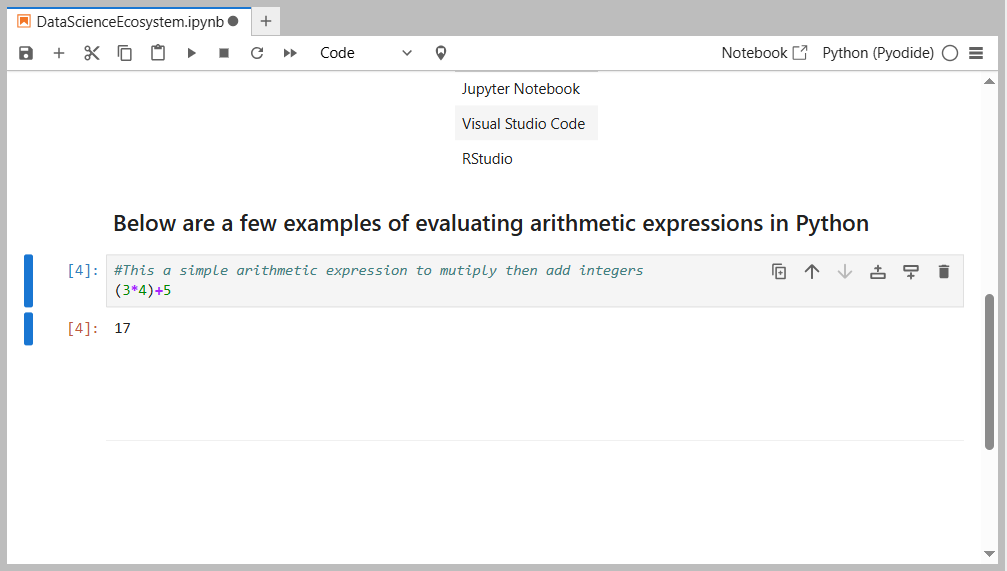 DataScienceEcosystem.ipynb
Code
Notebook
Python (Pyodide)
Jupyter Notebook
Visual Studio Code
RStudio
Below are a few examples of evaluating arithmetic expressions in Python
[4]: #This a simple arithmetic expression to mutiply then add integers
(3*4)+5
[4]: 17